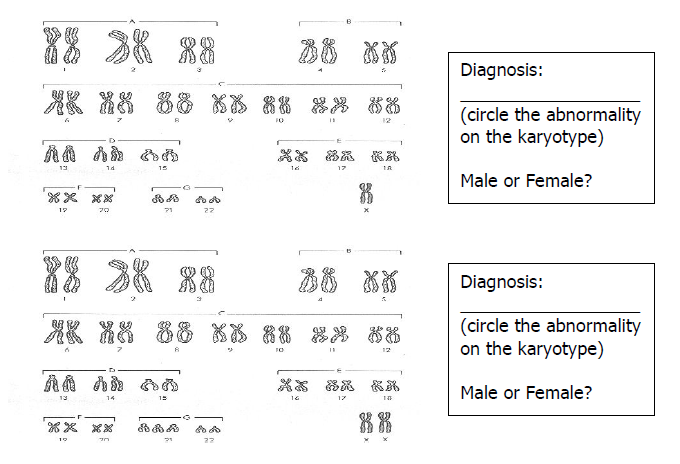 A B
1 2 3 4 5
C
6 7 8 9 10 11 12
D E
13 14 15 16 17 18
F G
19 20 21 22 X
Diagnosis:
____________________
(circle the abnormality
on the karyotype)
Male or Female?
A B
1 2 3 4 5
C
6 7 8 9 10 11 12
D E
13 14 15 16 17 18
F G
19 20 21 22 X X
Diagnosis:
____________________
(circle the abnormality
on the karyotype)
Male or Female?